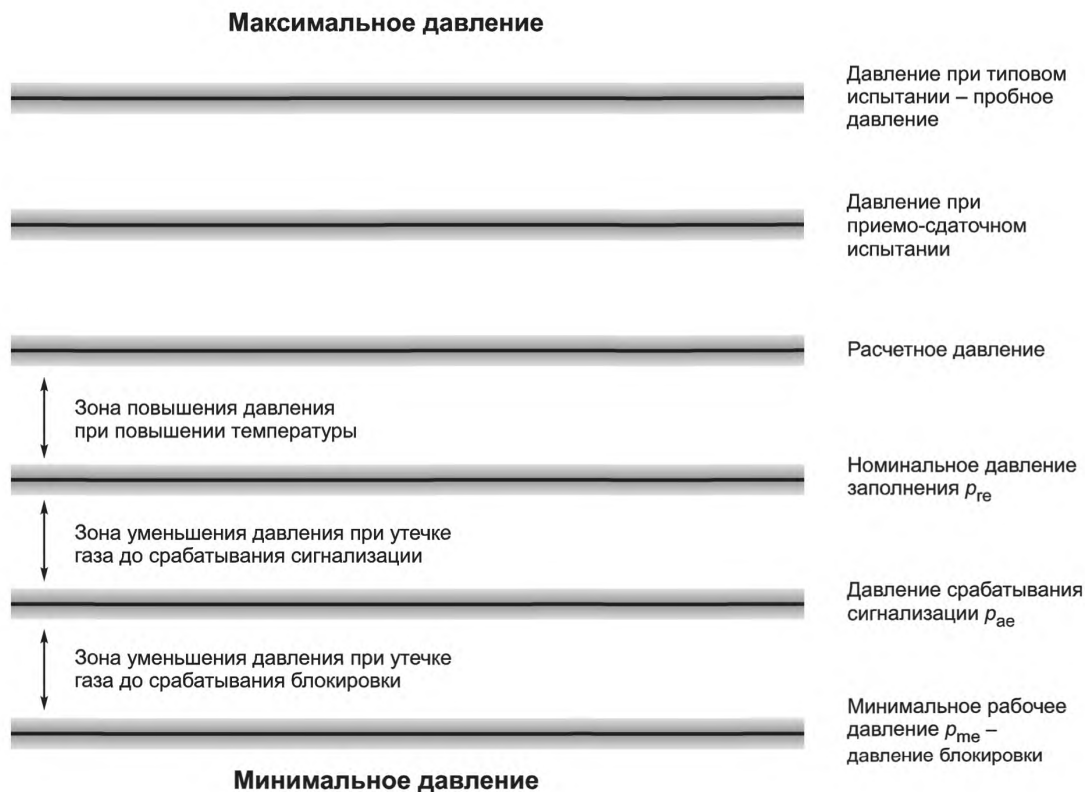 Максимальное давление
Давление при типовом
испытании – пробное
давление
Давление при
приемо-сдаточном
испытании
Расчетное давление
Зона повышения давления
при повышении температуры
Номинальное давление
заполнения pre
Зона уменьшения давления при утечке
газа до срабатывания сигнализации
Давление срабатывания
сигнализации pae
Зона уменьшения давления при утечке
газа до срабатывания блокировки
Минимальное рабочее
давление pme –
давление блокировки
Минимальное давление